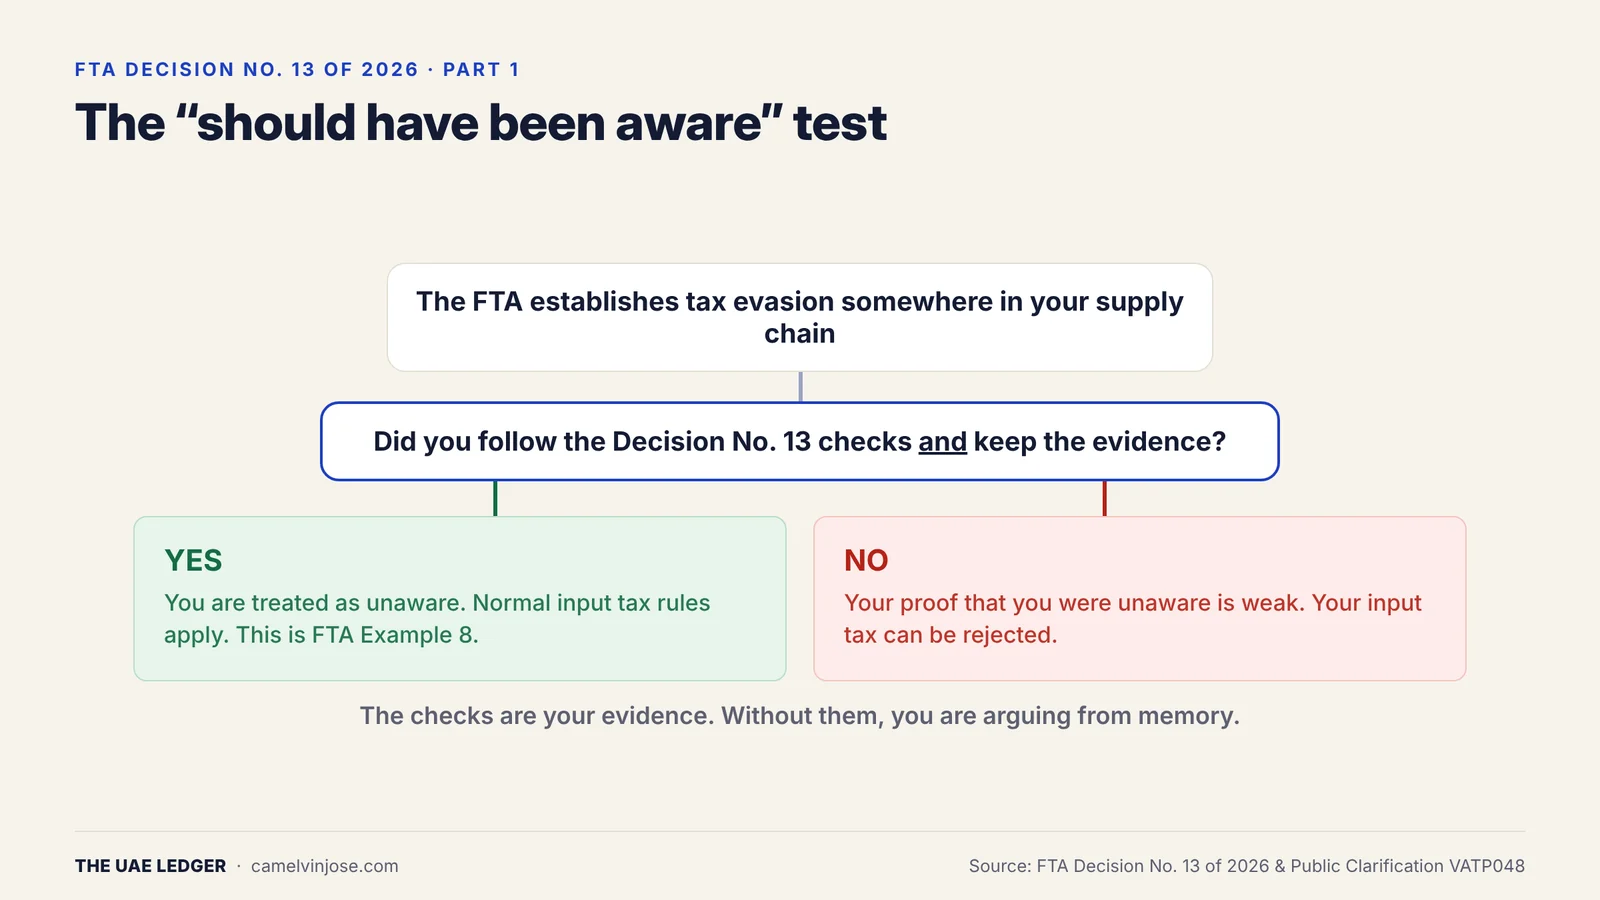 FTA DECISION NO. 13 OF 2026 · PART 1
The “should have been aware” test
The FTA establishes tax evasion somewhere in your supply
chain
Did you follow the Decision No. 13 checks and keep the evidence?
YES
You are treated as unaware. Normal input tax rules
apply. This is FTA Example 8.
NO
Your proof that you were unaware is weak. Your input
tax can be rejected.
The checks are your evidence. Without them, you are arguing from memory.
THE UAE LEDGER · camelvinjose.com
Source: FTA Decision No. 13 of 2026 & Public Clarification VATP048